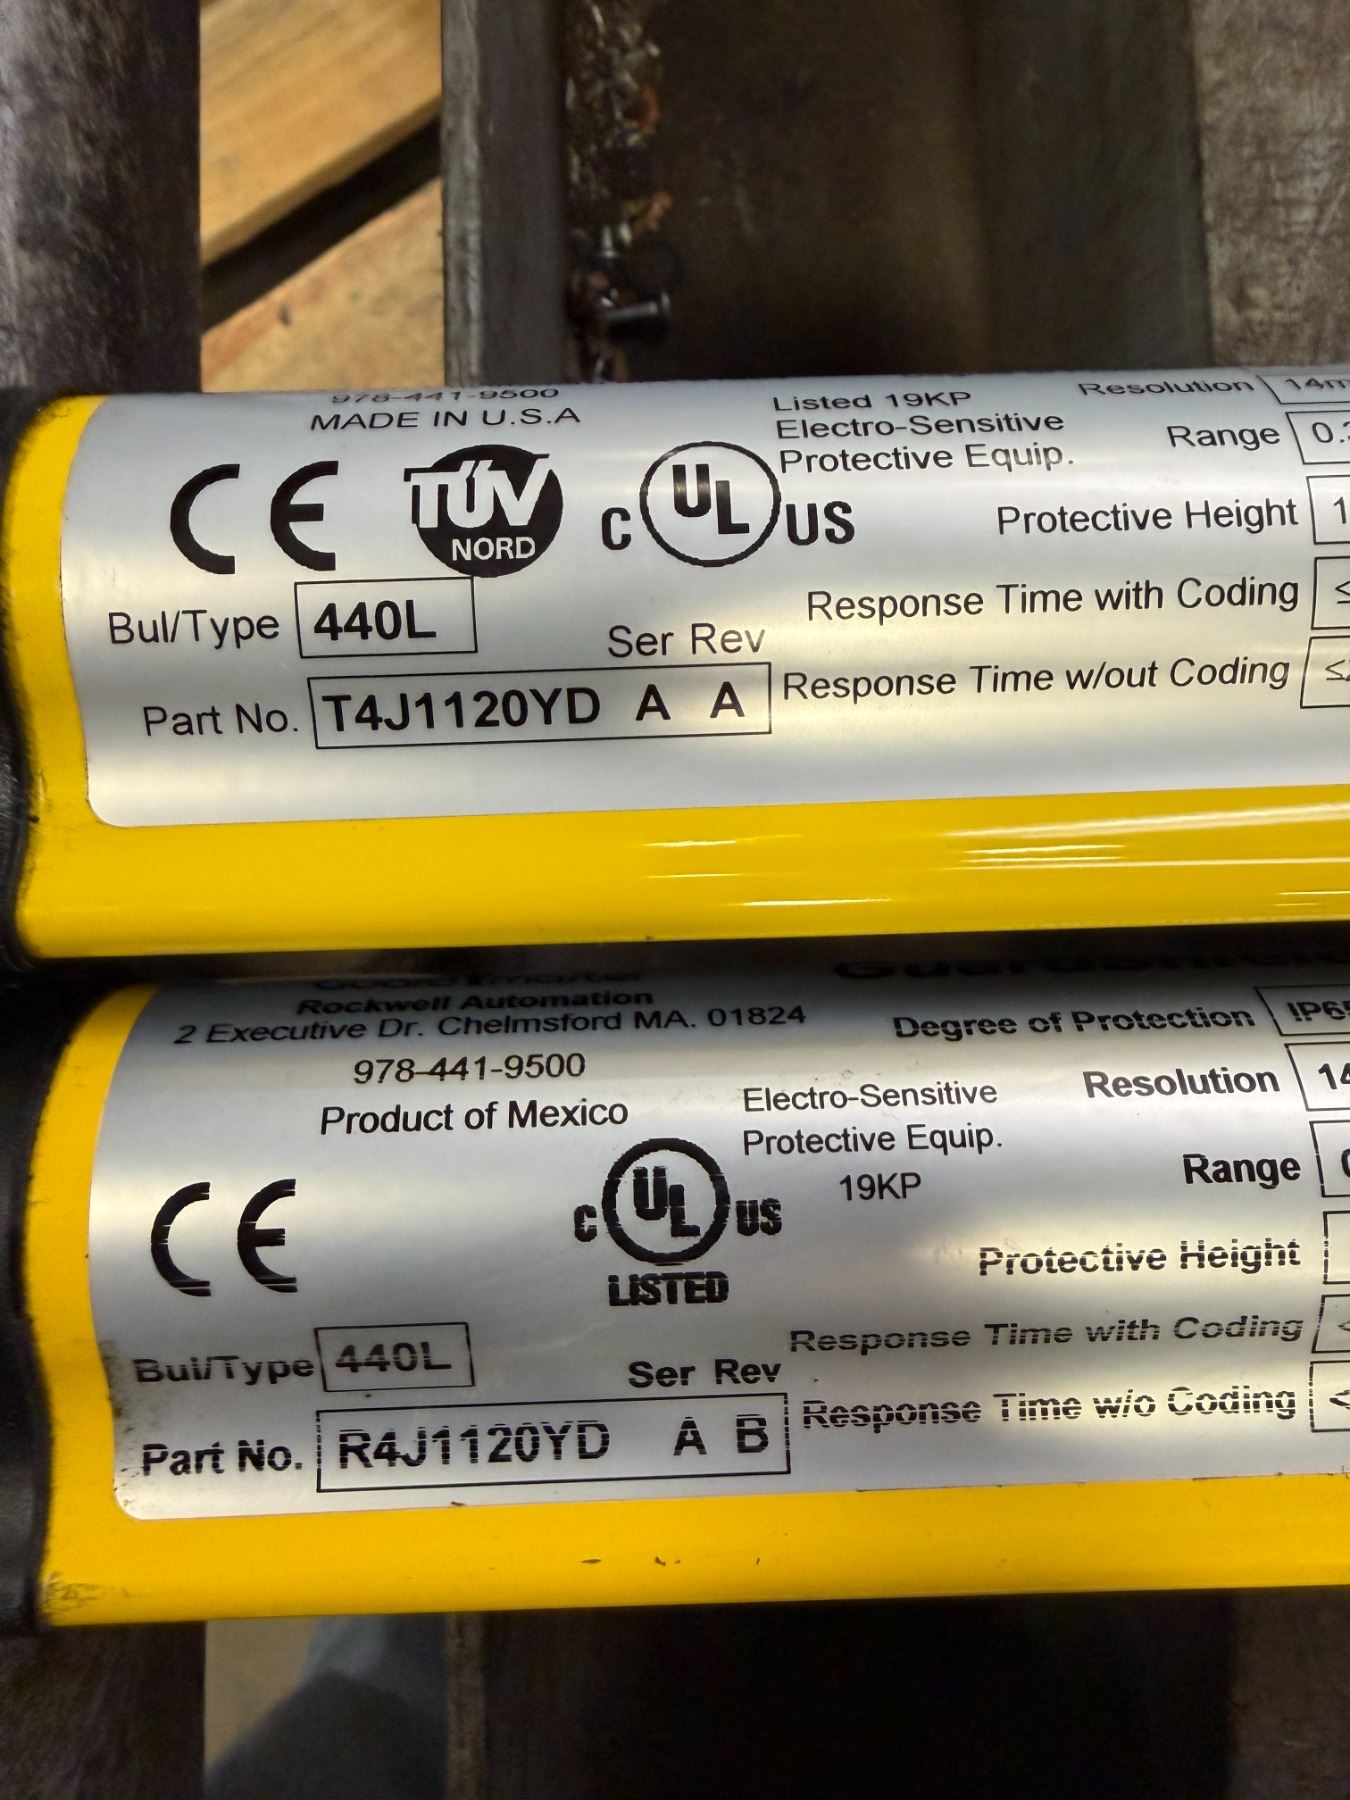 978-441-9500
MADE IN U.S.A
CE
TÜV
NORD
C UL US
Listed 19KP
Electro-Sensitive
Protective Equip.
Resolution
Range
Protective Height
Response Time with Coding
Response Time w/out Coding
Bul/Type 440L
Ser Rev
Part No. T4J1120YD A A
Rockwell Automation
2 Executive Dr. Chelmsford MA. 01824
978-441-9500
Product of Mexico
CE
C UL US
LISTED
Electro-Sensitive
Protective Equip.
19KP
Degree of Protection
Resolution
Range
Protective Height
Response Time with Coding
Response Time w/o Coding
Bul/Type 440L
Ser Rev
Part No. R4J1120YD A B